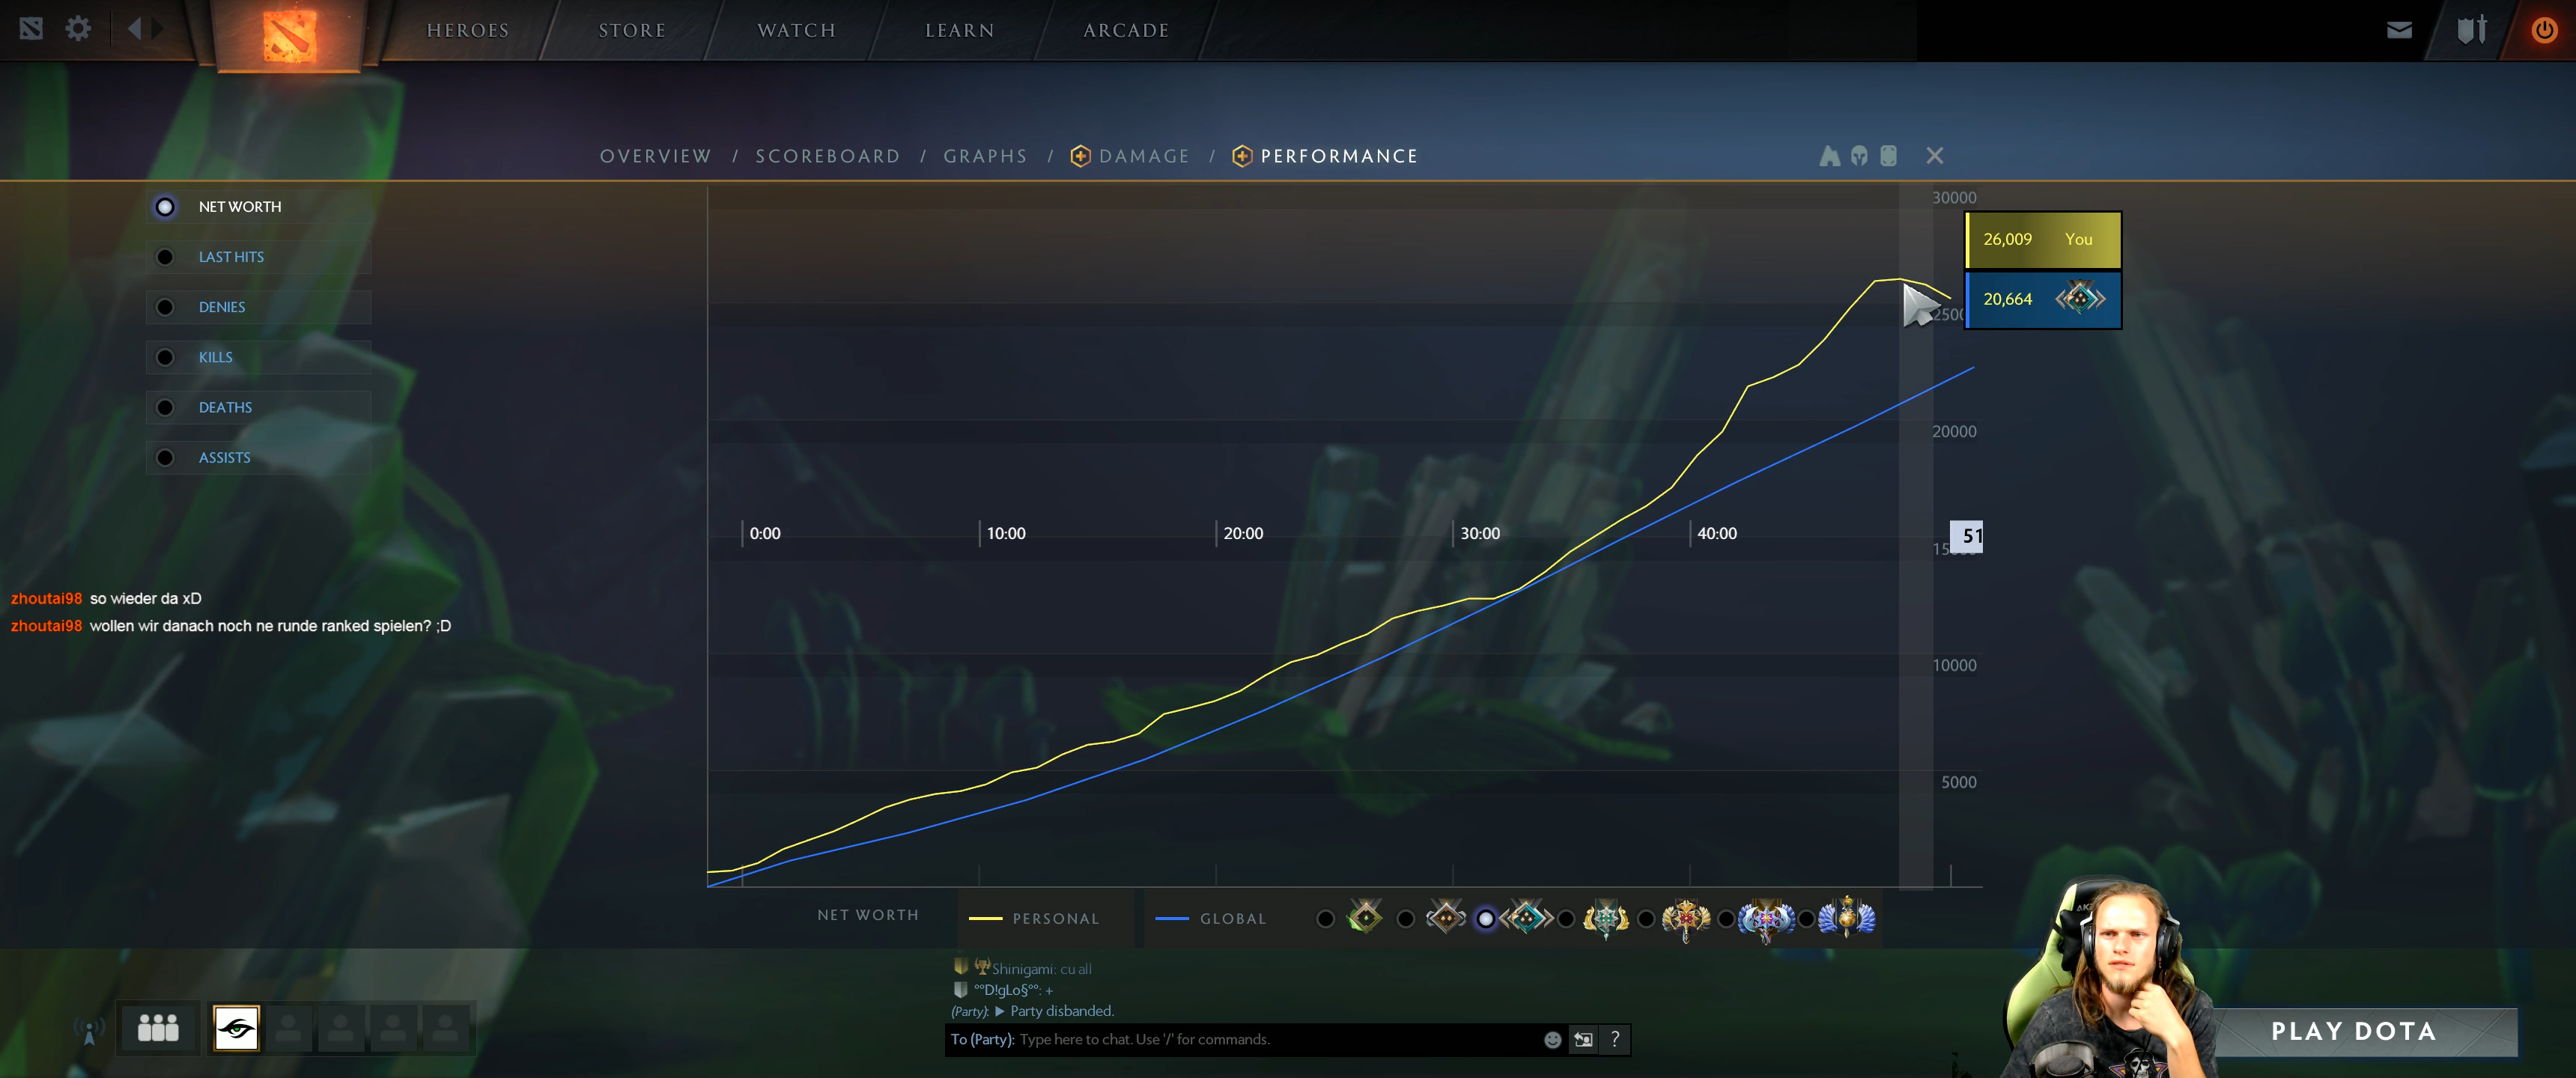 HEROES STORE WATCH LEARN ARCADE
OVERVIEW / SCOREBOARD / GRAPHS / DAMAGE / PERFORMANCE
NET WORTH
LAST HITS
DENIES
KILLS
DEATHS
ASSISTS
30000
26,009 You
20,664
20000
0:00 10:00 20:00 30:00 40:00 51
10000
5000
zhoutai98 so wieder da xD
zhoutai98 wollen wir danach noch ne runde ranked spielen? ;D
NET WORTH PERSONAL GLOBAL
Shinigami: cu all
°°D!gLo§°°: +
(Party): ▶ Party disbanded.
To (Party): Type here to chat. Use '/' for commands. ?
PLAY DOTA